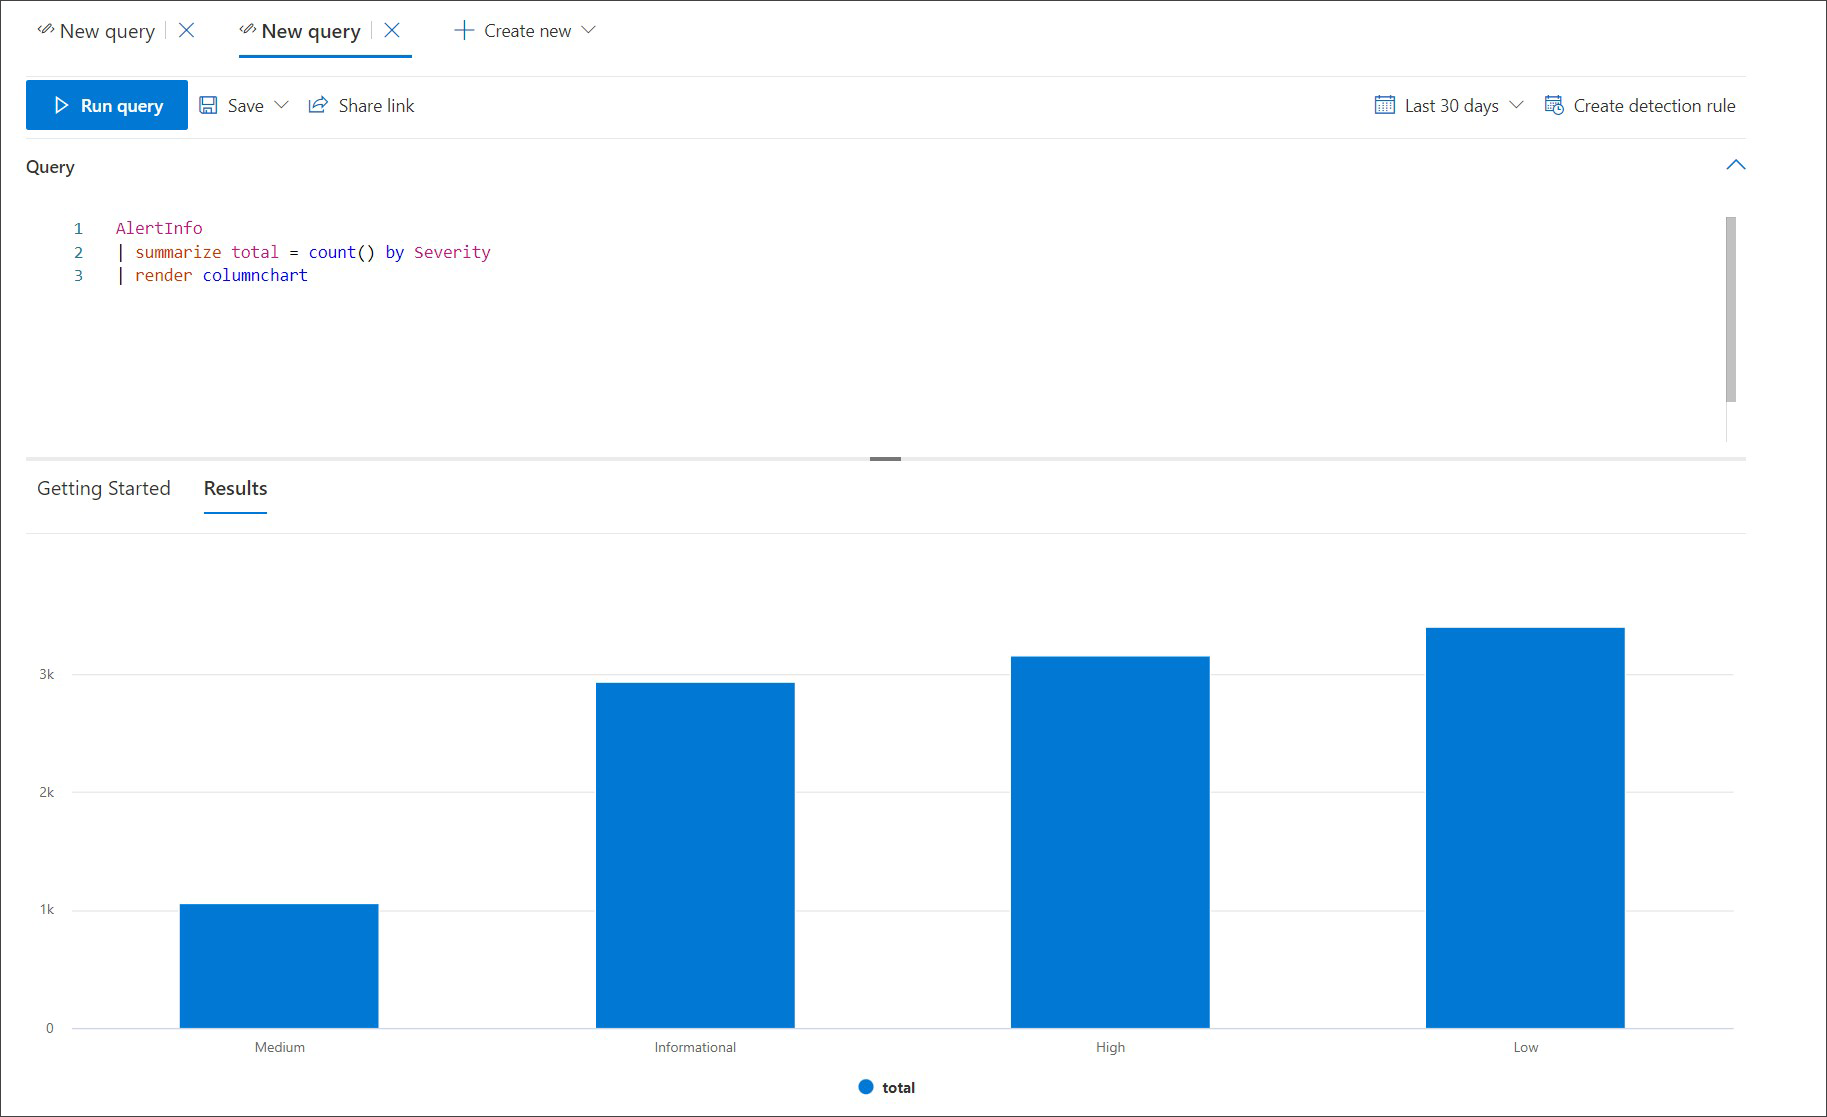 New query
New query
Create new
Run query
Save
Share link
Last 30 days
Create detection rule
Query
1 AlertInfo
2 | summarize total = count() by Severity
3 | render columnchart
Getting Started
Results
3k
2k
1k
0
Medium
Informational
High
Low
total